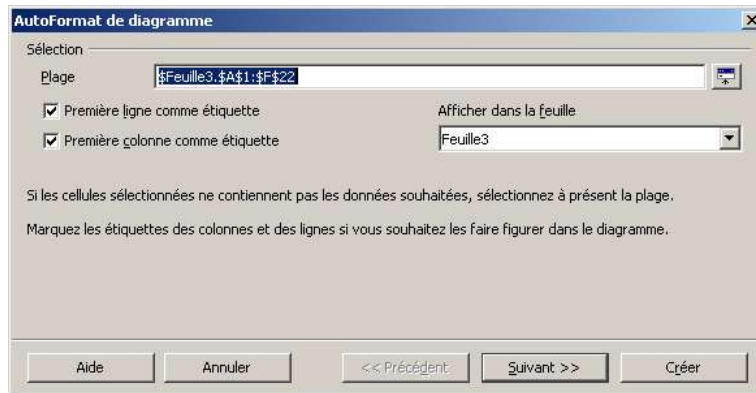 AutoFormat de diagramme
Sélection
Plage $Feuille3.$A$1:$F$22
Première ligne comme étiquette Afficher dans la feuille
Première colonne comme étiquette Feuille3
Si les cellules sélectionnées ne contiennent pas les données souhaitées, sélectionnez à présent la plage.
Marquez les étiquettes des colonnes et des lignes si vous souhaitez les faire figurer dans le diagramme.
Aide Annuler << Précédent Suivant >> Créer